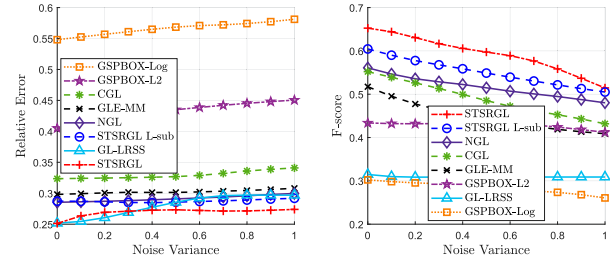 0.6
0.55
0.5
0.45
0.4
0.35
0.3
0.25
Relative Error
GSPBOX-Log
GSPBOX-L2
CGL
GLE-MM
NGL
STSRGL L-sub
GL-LRSS
STSRGL
0 0.2 0.4 0.6 0.8 1
Noise Variance
0.7
0.6
0.5
0.4
0.3
0.2
F-score
STSRGL
STSRGL L-sub
NGL
CGL
GLE-MM
GSPBOX-L2
GL-LRSS
GSPBOX-Log
0 0.2 0.4 0.6 0.8 1
Noise Variance